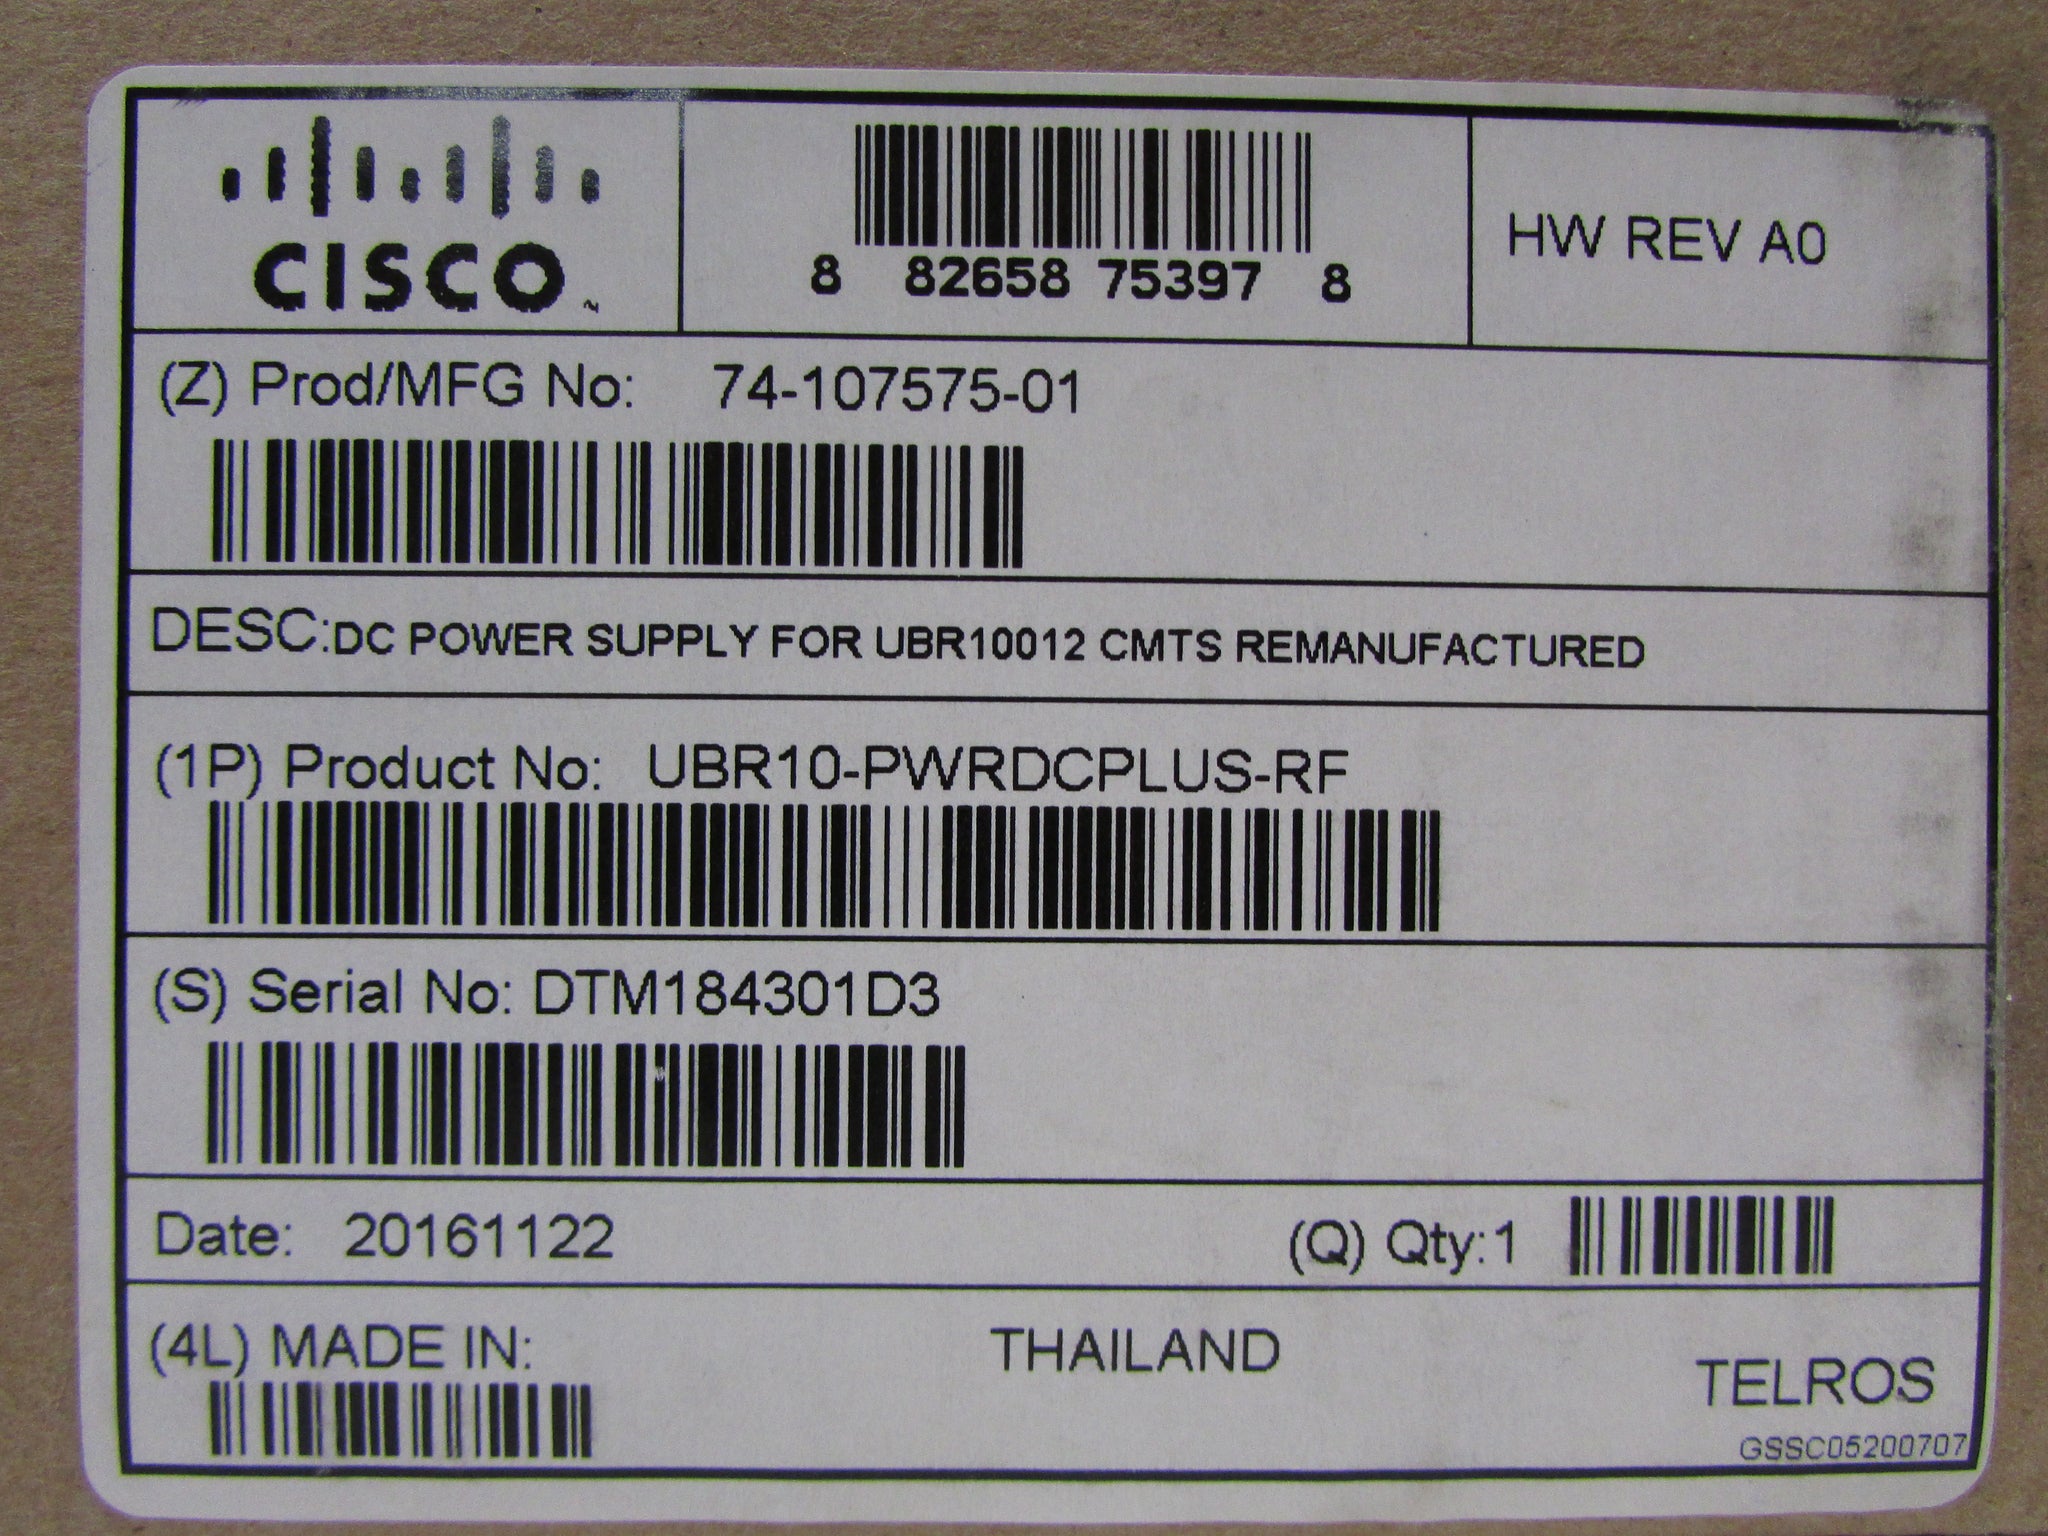 CISCO
8 82658 75397 8
HW REV A0
(Z) Prod/MFG No: 74-107575-01
DESC:DC POWER SUPPLY FOR UBR10012 CMTS REMANUFACTURED
(1P) Product No: UBR10-PWRDCPLUS-RF
(S) Serial No: DTM184301D3
Date: 20161122
(Q) Qty:1
(4L) MADE IN: THAILAND
TELROS
GSSC05200707